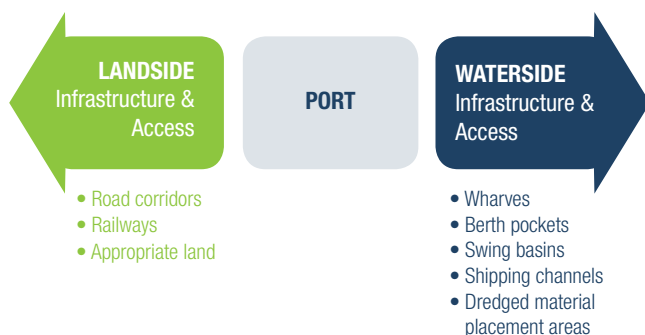 LANDSIDE
Infrastructure &
Access
• Road corridors
• Railways
• Appropriate land
PORT
WATERSIDE
Infrastructure &
Access
• Wharves
• Berth pockets
• Swing basins
• Shipping channels
• Dredged material
placement areas